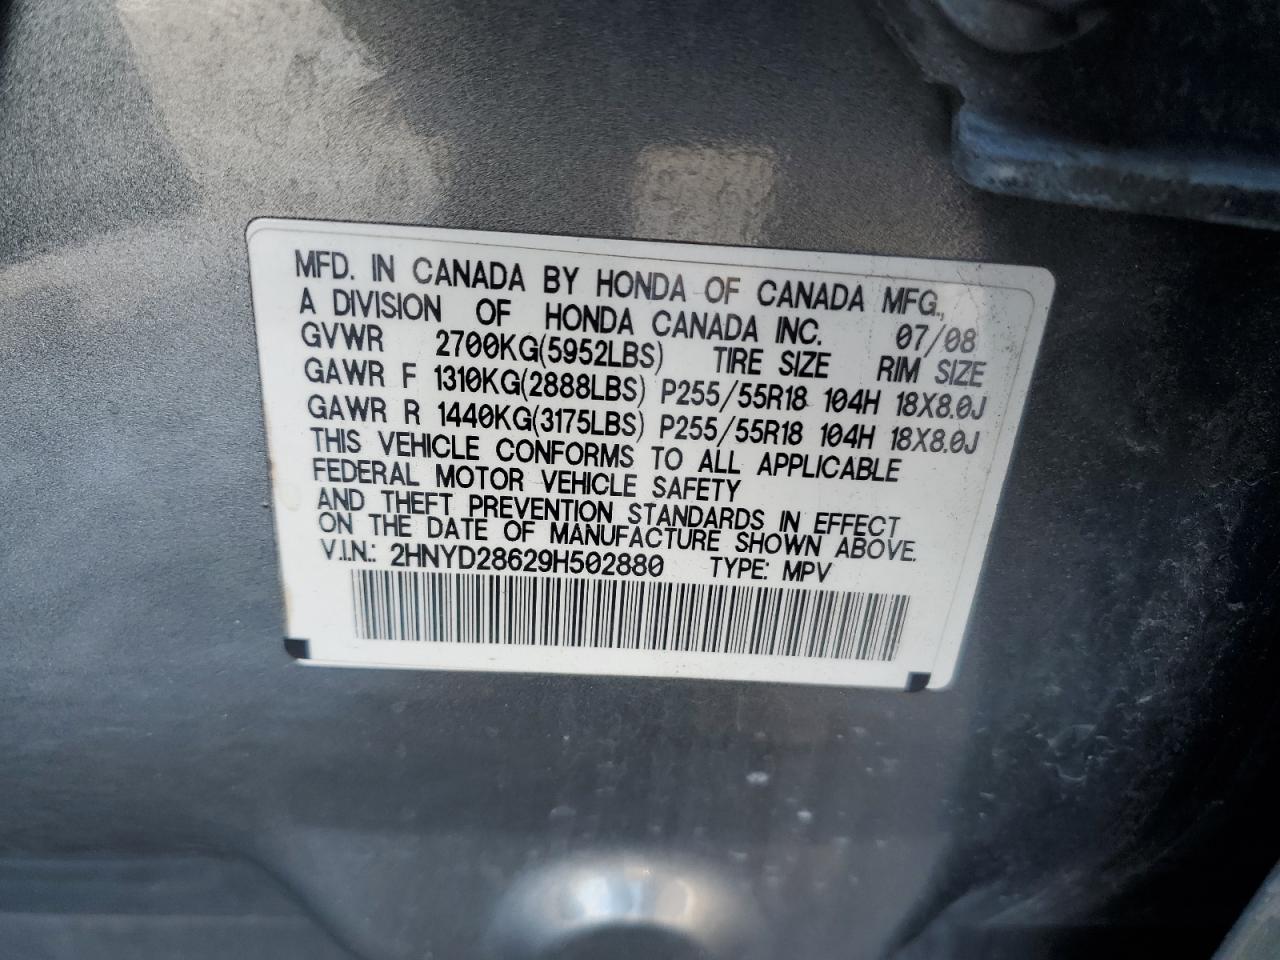 MFD. IN CANADA BY HONDA OF CANADA MFG.,
A DIVISION OF HONDA CANADA INC. 07/08
GVWR 2700KG(5952LBS) TIRE SIZE RIM SIZE
GAWR F 1310KG(2888LBS) P255/55R18 104H 18X8.0J
GAWR R 1440KG(3175LBS) P255/55R18 104H 18X8.0J
THIS VEHICLE CONFORMS TO ALL APPLICABLE
FEDERAL MOTOR VEHICLE SAFETY
AND THEFT PREVENTION STANDARDS IN EFFECT
ON THE DATE OF MANUFACTURE SHOWN ABOVE.
V.I.N.: 2HNYD28629H502880 TYPE: MPV